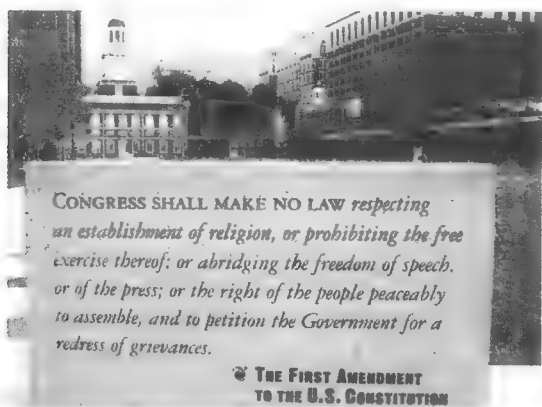 CONGRESS SHALL MAKE NO LAW respecting
an establishment of religion, or prohibiting the free
exercise thereof; or abridging the freedom of speech,
or of the press; or the right of the people peaceably
to assemble, and to petition the Government for a
redress of grievances.
THE FIRST AMENDMENT
TO THE U.S. CONSTITUTION